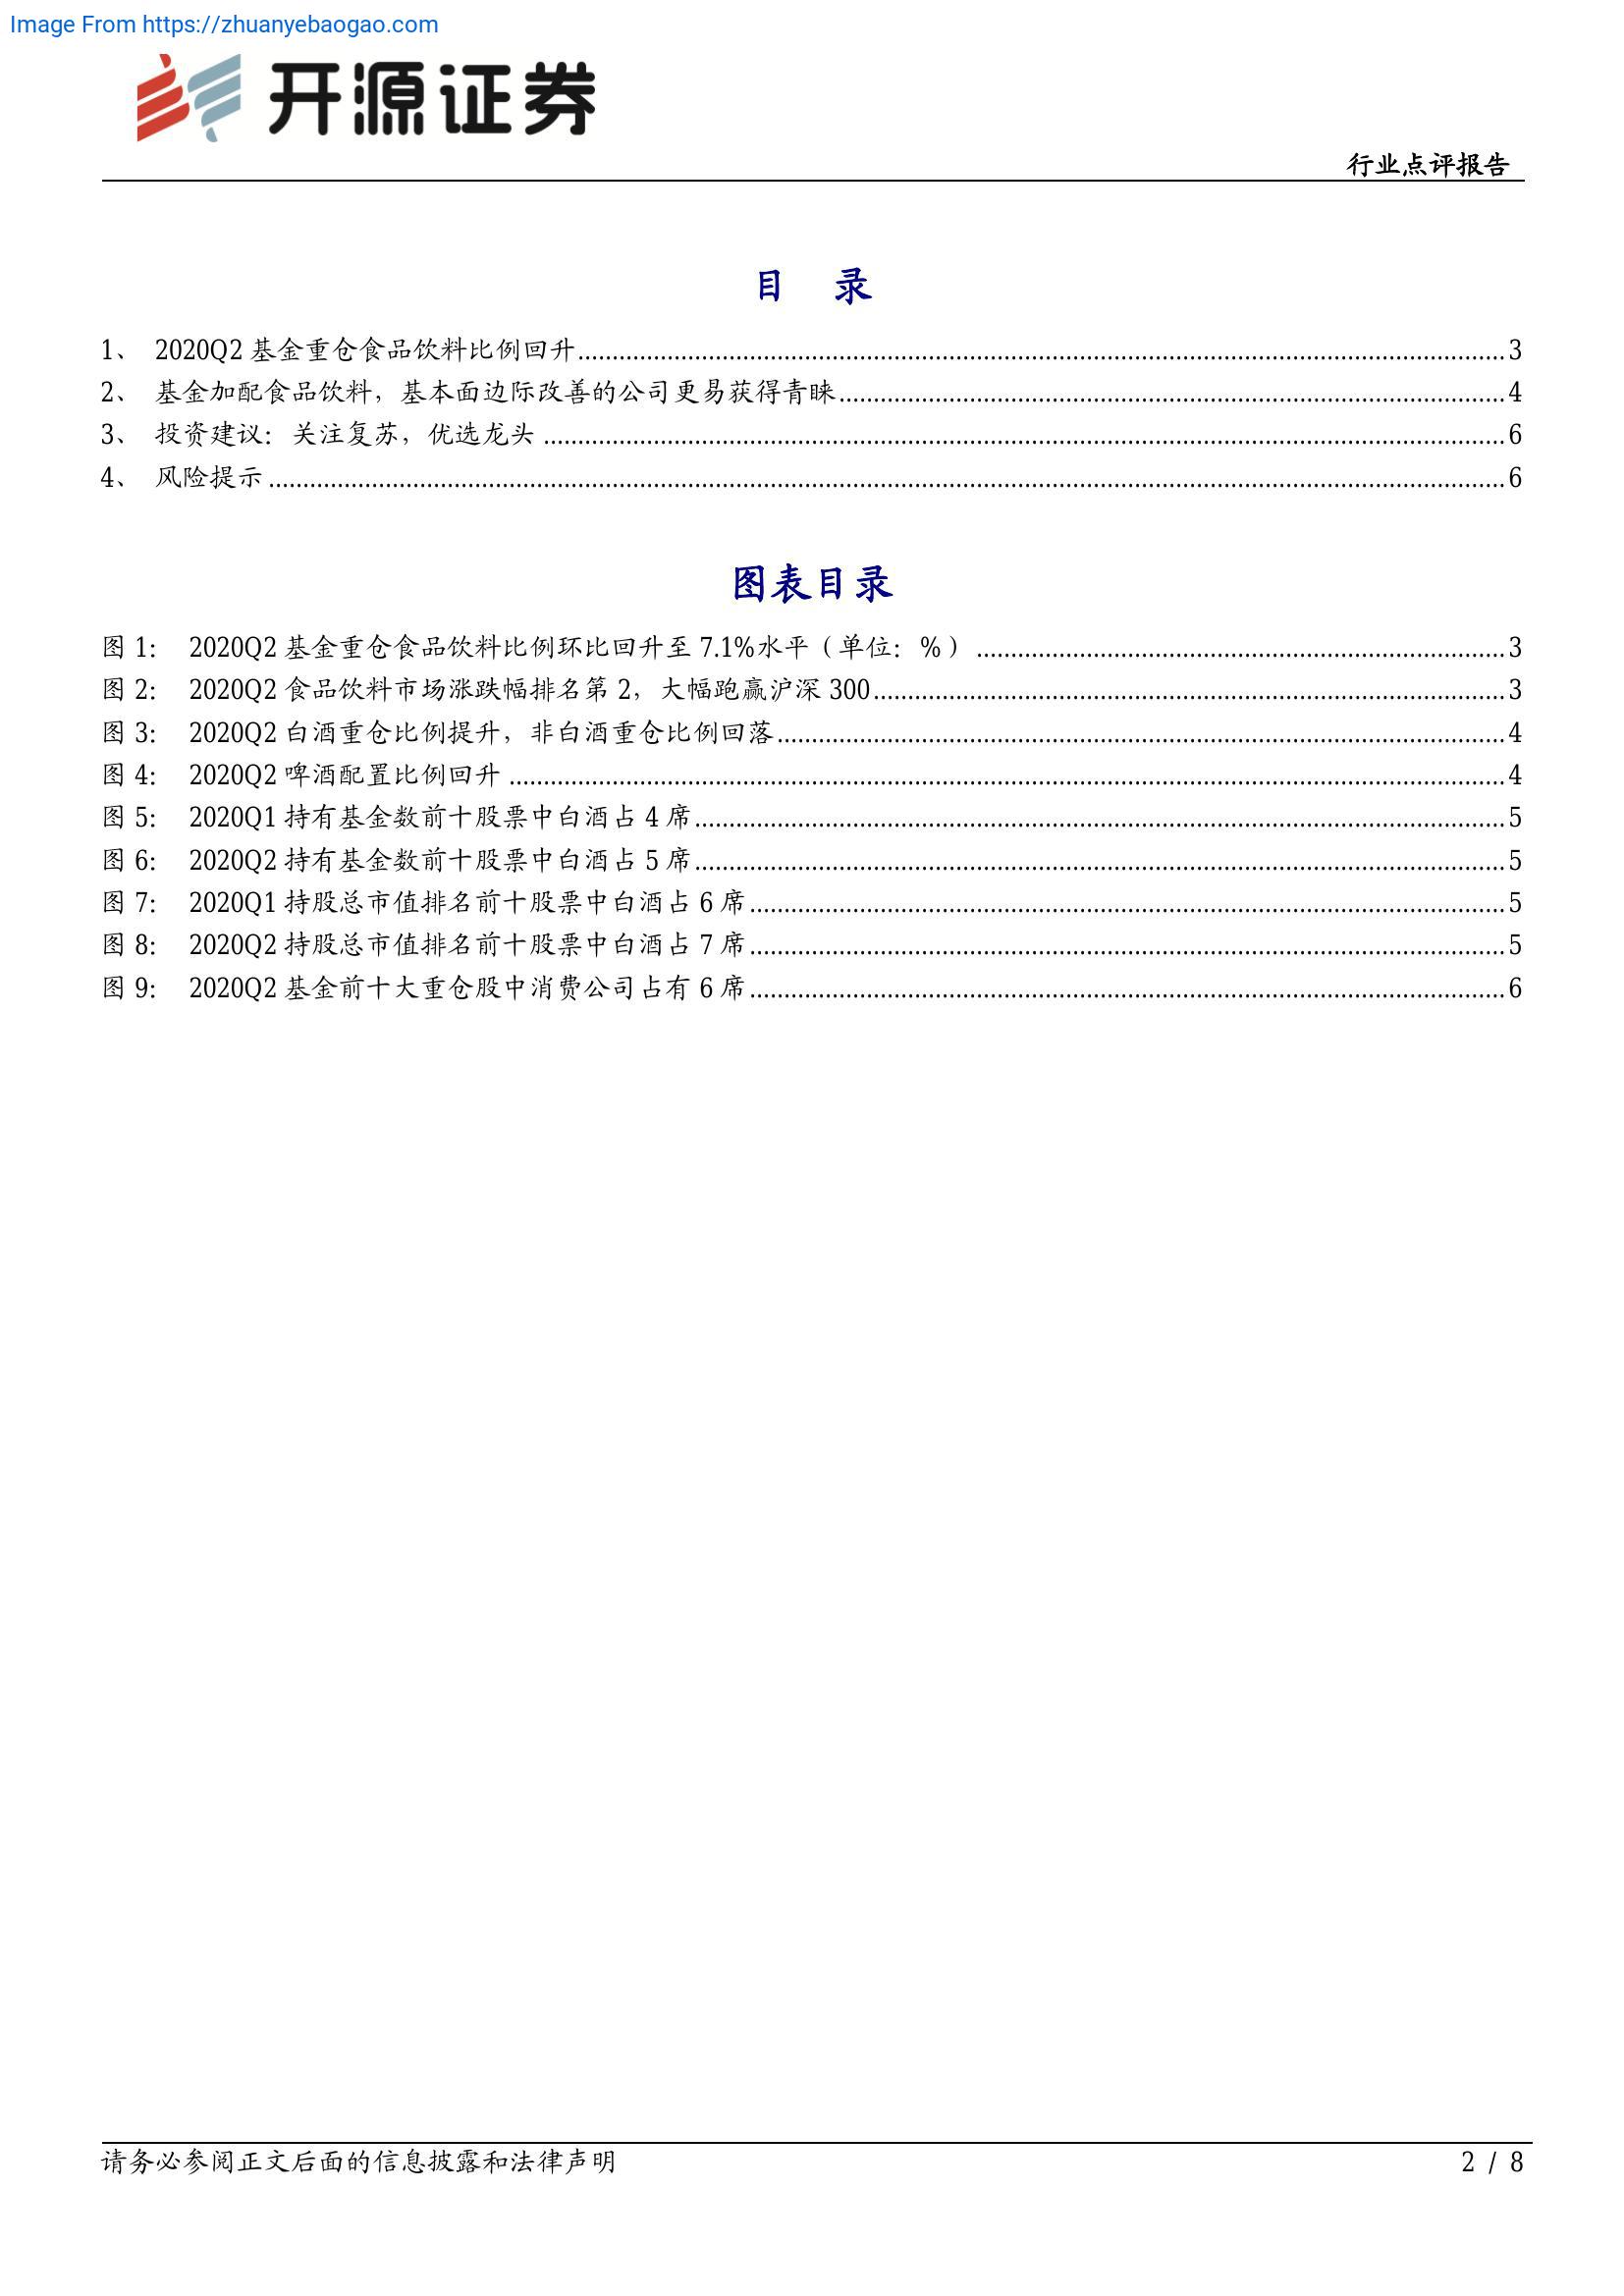 Image From https://zhuanyebaogao.com
开源证券
行业点评报告
目 录
1、 2020Q2 基金重仓食品饮料比例回升 3
2、 基金加配食品饮料，基本面边际改善的公司更易获得青睐 4
3、 投资建议：关注复苏，优选龙头 6
4、 风险提示 6
图表目录
图 1： 2020Q2 基金重仓食品饮料比例环比回升至 7.1%水平（单位：%） 3
图 2： 2020Q2 食品饮料市场涨跌幅排名第 2，大幅跑赢沪深 300 3
图 3： 2020Q2 白酒重仓比例提升，非白酒重仓比例回落 4
图 4： 2020Q2 啤酒配置比例回升 4
图 5： 2020Q1 持有基金数前十股票中白酒占 4 席 5
图 6： 2020Q2 持有基金数前十股票中白酒占 5 席 5
图 7： 2020Q1 持股总市值排名前十股票中白酒占 6 席 5
图 8： 2020Q2 持股总市值排名前十股票中白酒占 7 席 5
图 9： 2020Q2 基金前十大重仓股中消费公司占有 6 席 6
请务必参阅正文后面的信息披露和法律声明 2 / 8